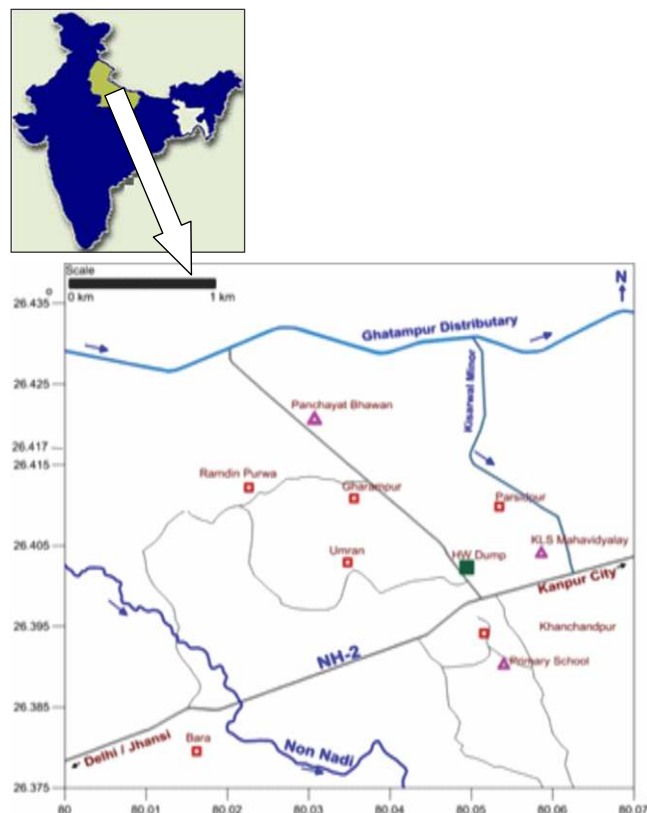 Scale
0 km 1 km
N
26.435
Ghatampur Distributary
Kisarwal Minor
26.425
Panchayat Bhawan
26.417
26.415
Ramdin Purwa
Gharampur
Parsidpur
26.405
Umran
HW Dump
KLS Mahavidyalay
Kanpur City
26.395
Khanchandpur
NH-2
Primary School
26.385
Delhi / Jhansi
Bara
Non Nadi
26.375
80 80.01 80.02 80.03 80.04 80.05 80.06 80.07